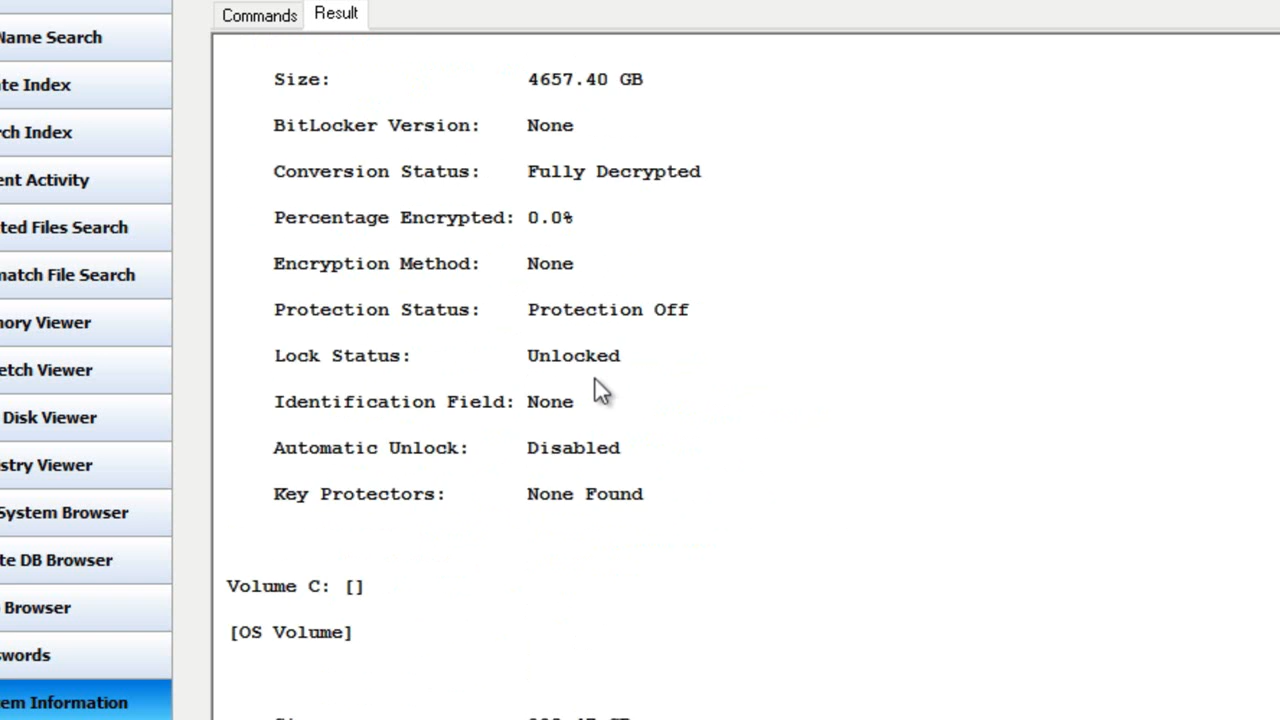 Commands Result
Name Search
te Index
rch Index
ent Activity
ted Files Search
match File Search
nory Viewer
etch Viewer
Disk Viewer
istry Viewer
System Browser
te DB Browser
Browser
swords
em Information
Size: 4657.40 GB
BitLocker Version: None
Conversion Status: Fully Decrypted
Percentage Encrypted: 0.0%
Encryption Method: None
Protection Status: Protection Off
Lock Status: Unlocked
Identification Field: None
Automatic Unlock: Disabled
Key Protectors: None Found
Volume C: []
[OS Volume]